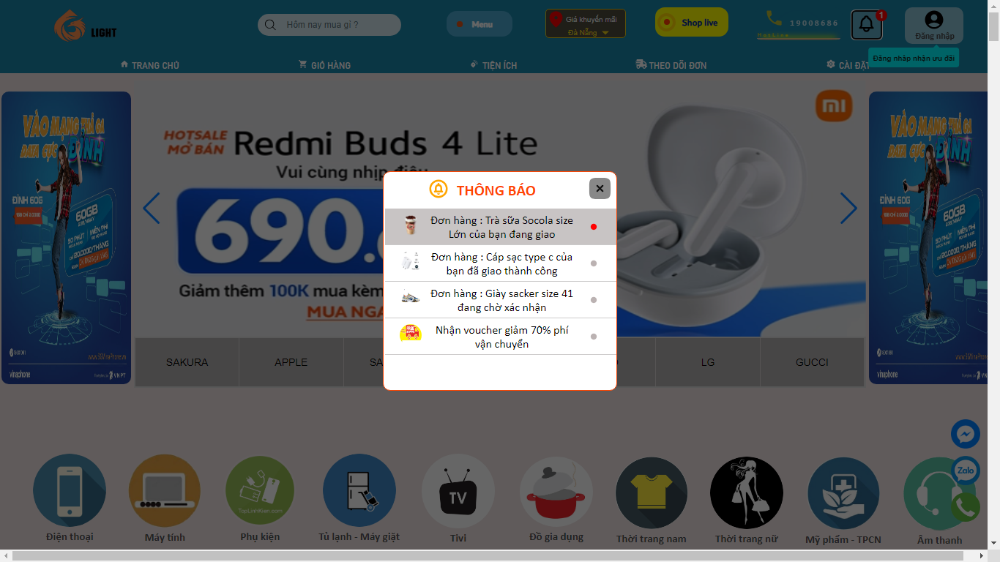 LIGHT
Hôm nay mua gì ?
Menu
Giá khuyến mãi
Đà Nẵng
Shop live
19008686
HotLine
1
Đăng nhập
TRANG CHỦ
GIỎ HÀNG
TIỆN ÍCH
THEO DÕI ĐƠN
CÀI ĐẶT
Đăng nhập nhận ưu đãi
VÀO MẠNG THẢ GA
DATA CỰC ĐỈNH
ĐỈNH 60G
60GB
vinaphone
VNPT
HOTSALE
MỞ BÁN
Redmi Buds 4 Lite
Vui cùng nhịp điệu
690.
Giảm thêm 100K mua kèm
MUA NGA
mi
THÔNG BÁO
×
Đơn hàng : Trà sữa Socola size
Lớn của bạn đang giao
Đơn hàng : Cáp sạc type c của
bạn đã giao thành công
Đơn hàng : Giày sacker size 41
đang chờ xác nhận
Nhận voucher giảm 70% phí
vận chuyển
VÀO MẠNG THẢ GA
DATA CỰC ĐỈNH
ĐỈNH 60G
60GB
vinaphone
SAKURA
APPLE
SA
LG
GUCCI
TV
TopLinhKien.com
Zalo
Điện thoại
Máy tính
Phụ kiện
Tủ lạnh - Máy giặt
Tivi
Đồ gia dụng
Thời trang nam
Thời trang nữ
Mỹ phẩm - TPCN
Âm thanh